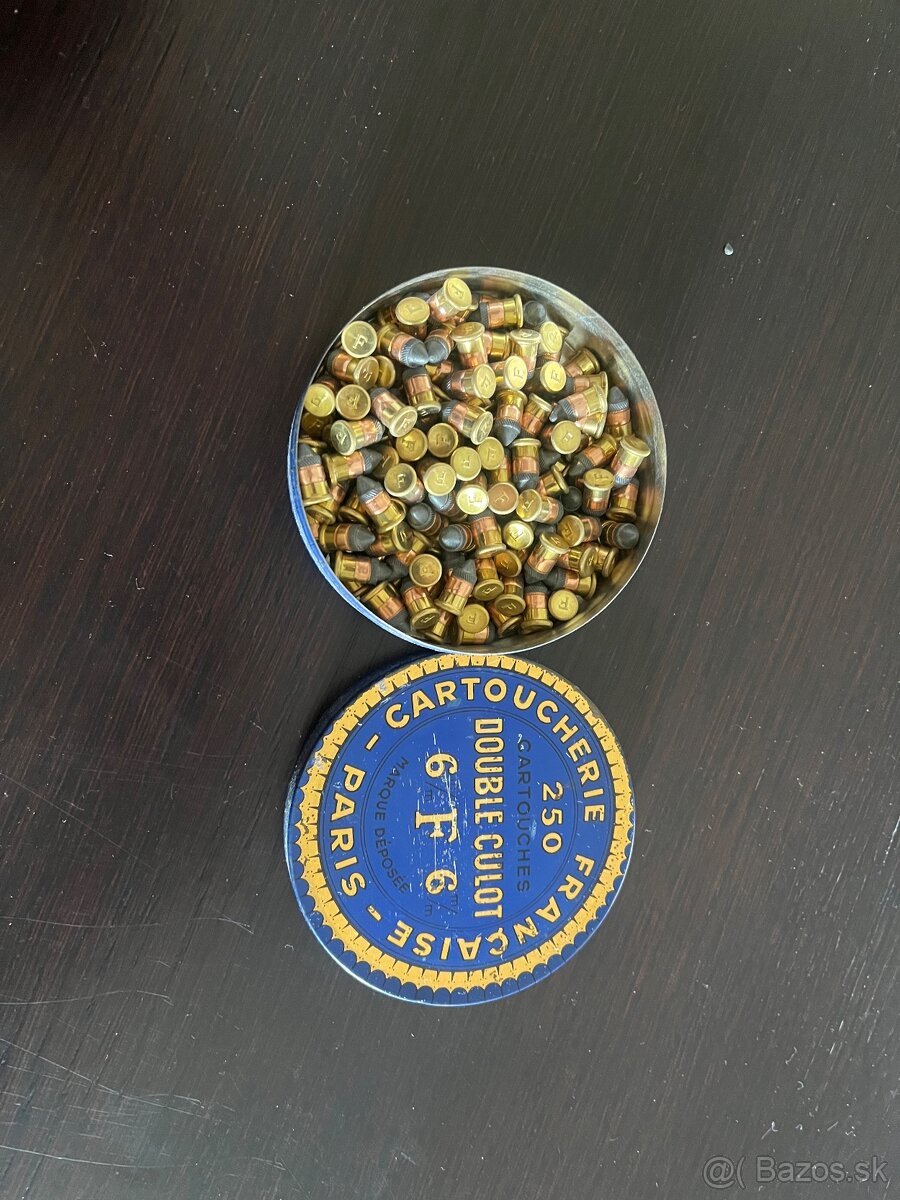 CARTOUCHERIE FRANÇAISE
- PARIS -
250
CARTOUCHES
DOUBLE CULOT
6 m/m F 6 m/m
MARQUE DÉPOSÉE
F
@( Bazos.sk